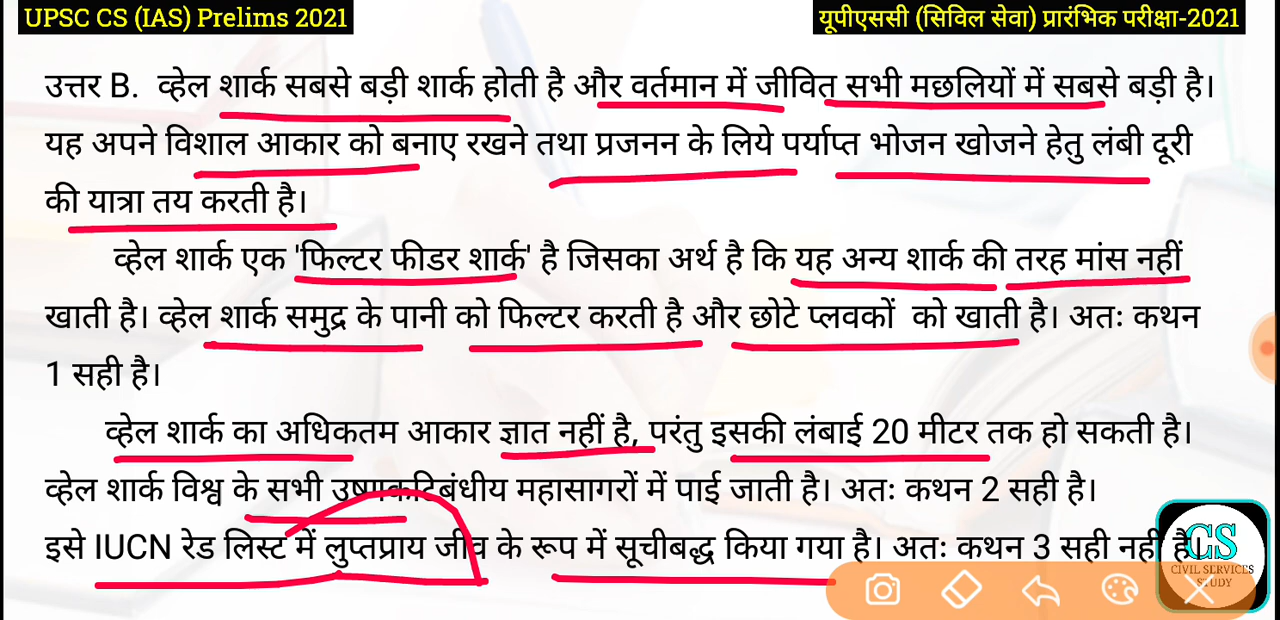 UPSC CS (IAS) Prelims 2021
यूपीएससी (सिविल सेवा) प्रारंभिक परीक्षा-2021
उत्तर B. व्हेल शार्क सबसे बड़ी शार्क होती है और वर्तमान में जीवित सभी मछलियों में सबसे बड़ी है।
यह अपने विशाल आकार को बनाए रखने तथा प्रजनन के लिये पर्याप्त भोजन खोजने हेतु लंबी दूरी
की यात्रा तय करती है।
व्हेल शार्क एक 'फिल्टर फीडर शार्क' है जिसका अर्थ है कि यह अन्य शार्क की तरह मांस नहीं
खाती है। व्हेल शार्क समुद्र के पानी को फिल्टर करती है और छोटे प्लवकों को खाती है। अतः कथन
1 सही है।
व्हेल शार्क का अधिकतम आकार ज्ञात नहीं है, परंतु इसकी लंबाई 20 मीटर तक हो सकती है।
व्हेल शार्क विश्व के सभी उष्णकटिबंधीय महासागरों में पाई जाती है। अतः कथन 2 सही है।
इसे IUCN रेड लिस्ट में लुप्तप्राय जीव के रूप में सूचीबद्ध किया गया है। अतः कथन 3 सही नहीं है।
CS
CIVIL SERVICES
STUDY